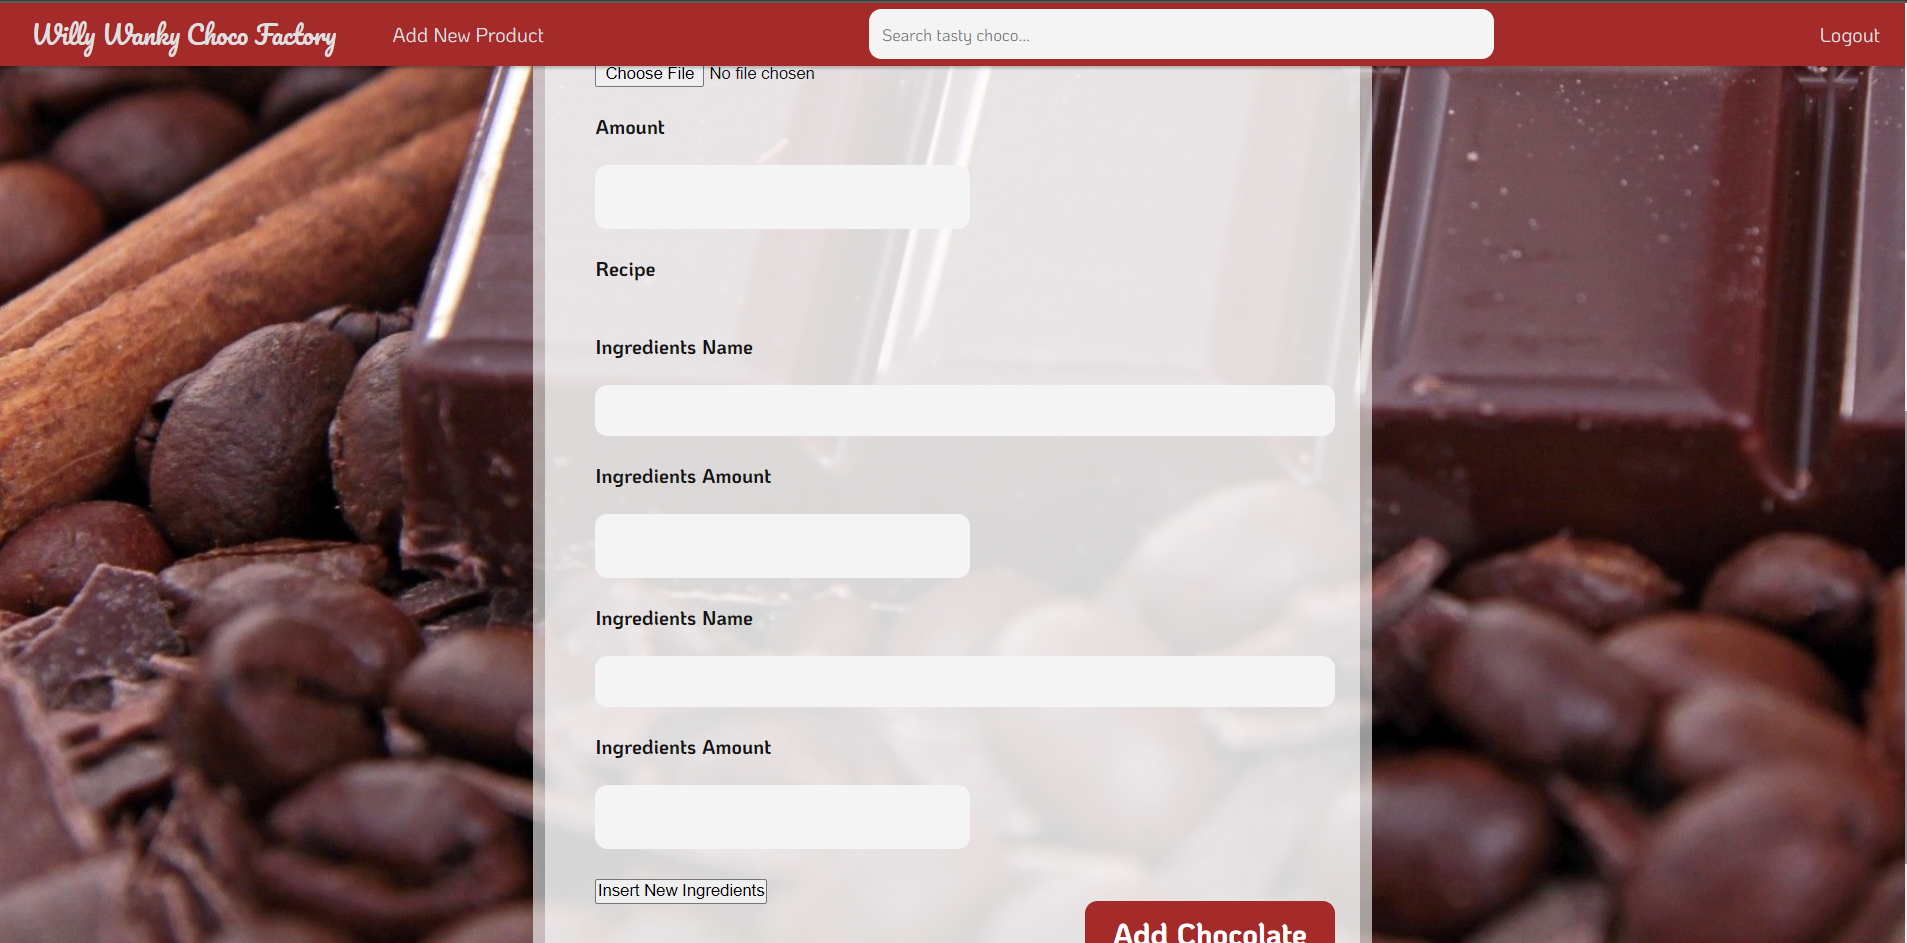 Willy Wanky Choco Factory
Add New Product
Search tasty choco...
Logout
Choose File No file chosen
Amount
Recipe
Ingredients Name
Ingredients Amount
Ingredients Name
Ingredients Amount
Insert New Ingredients
Add Chocolate